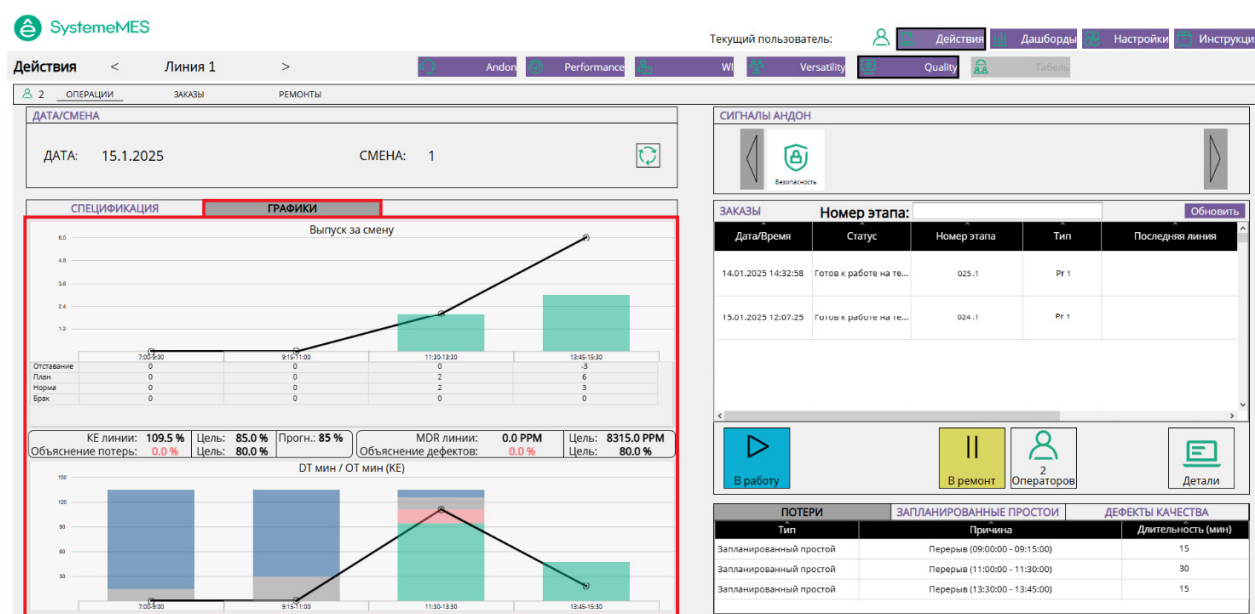 SystemeMES
Текущий пользователь:
Действия Дашборды Настройки Инструкци
Действия < Линия 1 >
Andon Performance WI Versatility Quality Табель
2 ОПЕРАЦИИ ЗАКАЗЫ РЕМОНТЫ
ДАТА/СМЕНА
ДАТА: 15.1.2025 СМЕНА: 1
СПЕЦИФИКАЦИЯ ГРАФИКИ
Выпуск за смену
6.0
4.8
3.6
2.4
1.2
7:00-9:00 9:15-11:00 11:30-13:30 13:45-15:30
Отставание 0 0 0 -3
План 0 0 2 6
Норма 0 0 2 3
Брак 0 0 0 0
КЕ линии: 109.5 % Цель: 85.0 % Прогн.: 85 %
Объяснение потерь: 0.0 % Цель: 80.0 %
MDR линии: 0.0 PPM Цель: 8315.0 PPM
Объяснение дефектов: 0.0 % Цель: 80.0 %
DT мин / ОТ мин (КЕ)
150
120
90
60
30
7:00-9:00 9:15-11:00 11:30-13:30 13:45-15:30
СИГНАЛЫ АНДОН
Безопасность
ЗАКАЗЫ Номер этапа: Обновить
Дата/Время Статус Номер этапа Тип Последняя линия
14.01.2025 14:32:58 Готов к работе на те... 025.1 Pr 1
15.01.2025 12:07:25 Готов к работе на те... 024.1 Pr 1
В работу
В ремонт
2
Операторов
Детали
ПОТЕРИ ЗАПЛАНИРОВАННЫЕ ПРОСТОИ ДЕФЕКТЫ КАЧЕСТВА
Тип Причина Длительность (мин)
Запланированный простой Перерыв (09:00:00 - 09:15:00) 15
Запланированный простой Перерыв (11:00:00 - 11:30:00) 30
Запланированный простой Перерыв (13:30:00 - 13:45:00) 15